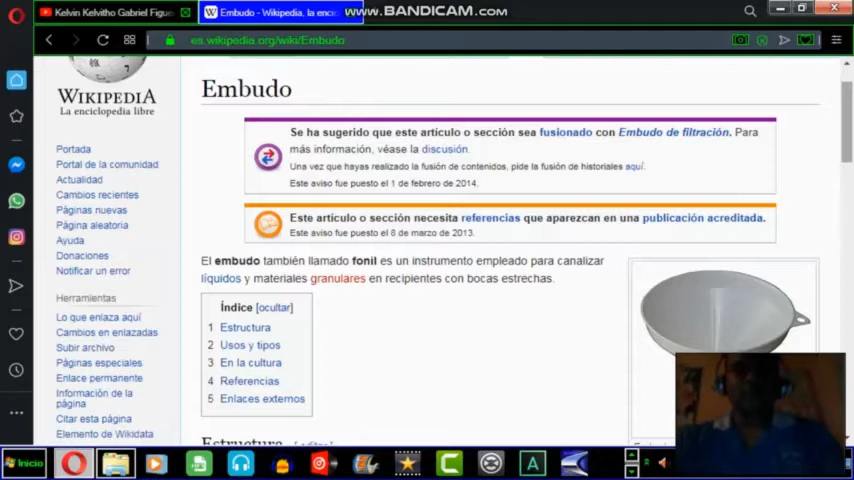 Kelvin Kelvitho Gabriel Figue
Embudo - Wikipedia, la enci
www.BANDICAM.com
es.wikipedia.org/wiki/Embudo
WIKIPEDIA
La enciclopedia libre
Portada
Portal de la comunidad
Actualidad
Cambios recientes
Páginas nuevas
Página aleatoria
Ayuda
Donaciones
Notificar un error
Herramientas
Lo que enlaza aquí
Cambios en enlazadas
Subir archivo
Páginas especiales
Enlace permanente
Información de la
página
Citar esta página
Elemento de Wikidata
Embudo
Se ha sugerido que este artículo o sección sea fusionado con Embudo de filtración. Para
más información, véase la discusión.
Una vez que hayas realizado la fusión de contenidos, pide la fusión de historiales aquí.
Este aviso fue puesto el 1 de febrero de 2014.
Este artículo o sección necesita referencias que aparezcan en una publicación acreditada.
Este aviso fue puesto el 6 de marzo de 2013.
El embudo también llamado fonil es un instrumento empleado para canalizar
líquidos y materiales granulares en recipientes con bocas estrechas.
Índice [ocultar]
1 Estructura
2 Usos y tipos
3 En la cultura
4 Referencias
5 Enlaces externos
Estructura [editar]
Inicio